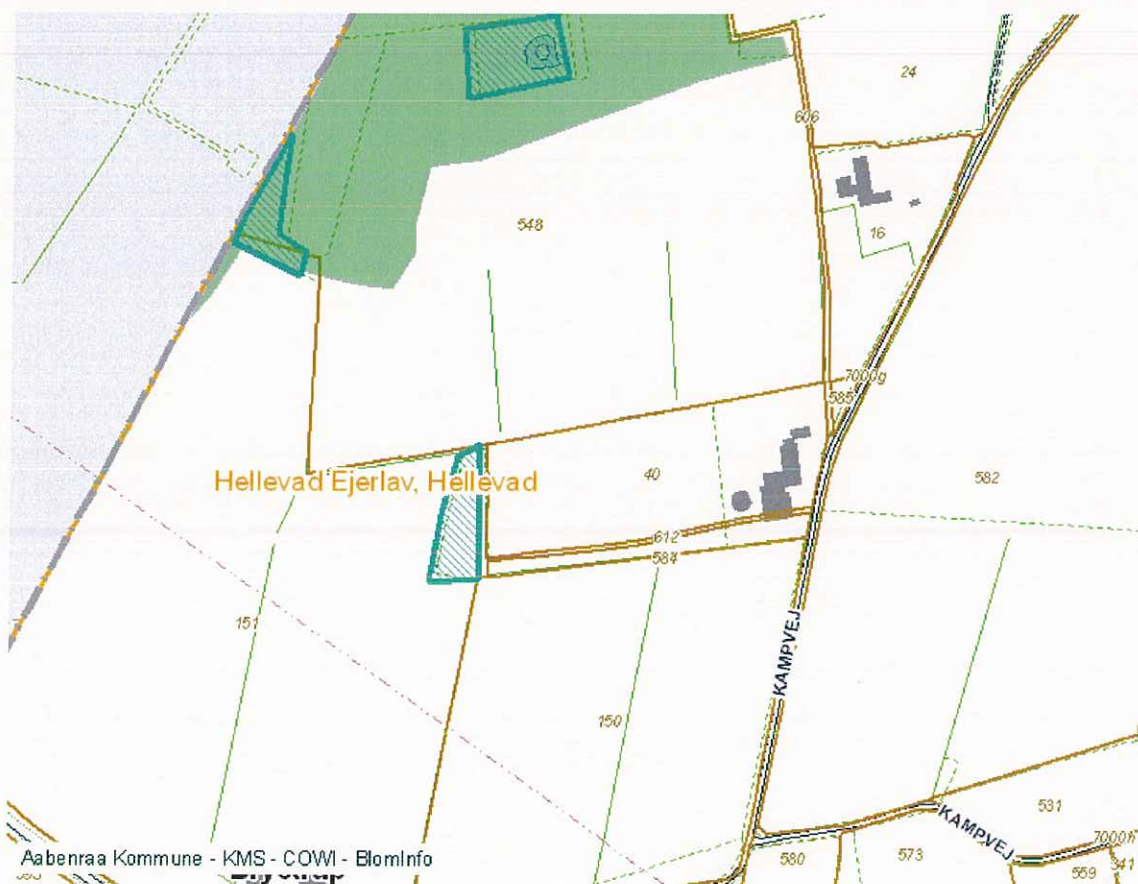 24
606
548
16
7000g
585
Hellevad Ejerlav, Hellevad
40
582
612
584
151
KAMPVEJ
150
531
KAMPVEJ
7000h
580
573
559
341
Aabenraa Kommune - KMS - COWI - BlomInfo